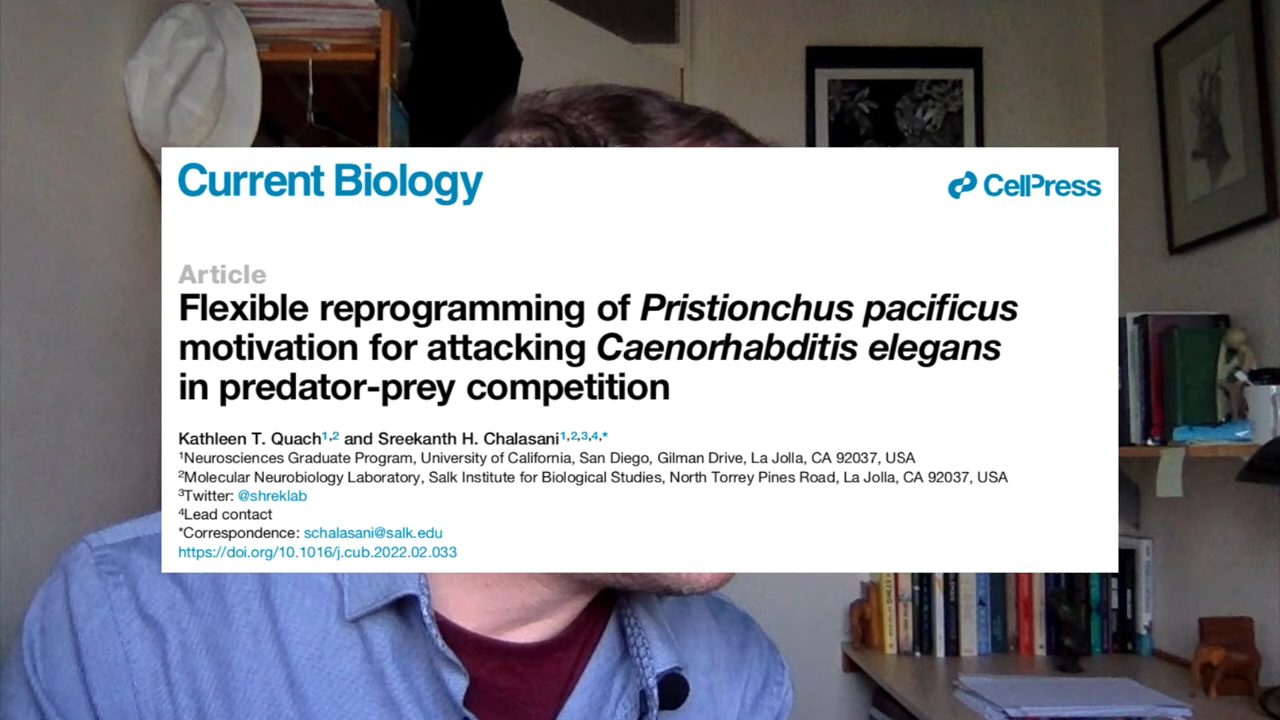 Current Biology
CellPress
Article
Flexible reprogramming of Pristionchus pacificus
motivation for attacking Caenorhabditis elegans
in predator-prey competition
Kathleen T. Quach1,2 and Sreekanth H. Chalasani1,2,3,4,*
1Neurosciences Graduate Program, University of California, San Diego, Gilman Drive, La Jolla, CA 92037, USA
2Molecular Neurobiology Laboratory, Salk Institute for Biological Studies, North Torrey Pines Road, La Jolla, CA 92037, USA
3Twitter: @shreklab
4Lead contact
*Correspondence: schalasani@salk.edu
https://doi.org/10.1016/j.cub.2022.02.033